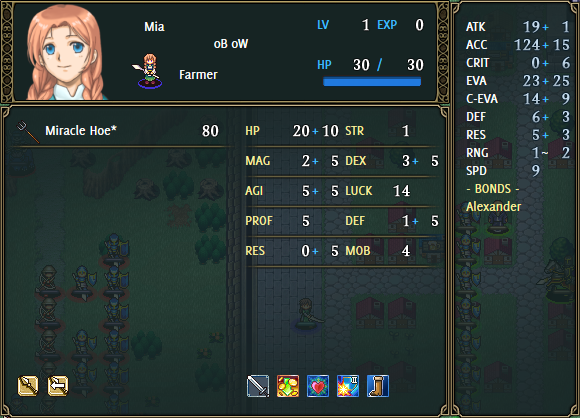 Mia
LV 1 EXP 0
oB oW
Farmer
HP 30 / 30
Miracle Hoe* 80
HP 20+10 STR 1
MAG 2+ 5 DEX 3+ 5
AGI 5+ 5 LUCK 14
PROF 5 DEF 1+ 5
RES 0+ 5 MOB 4
II
ATK 19+ 1
ACC 124+15
CRIT 0+ 6
EVA 23+25
C-EVA 14+ 9
DEF 6+ 3
RES 5+ 3
RNG 1~ 2
SPD 9
- BONDS -
Alexander